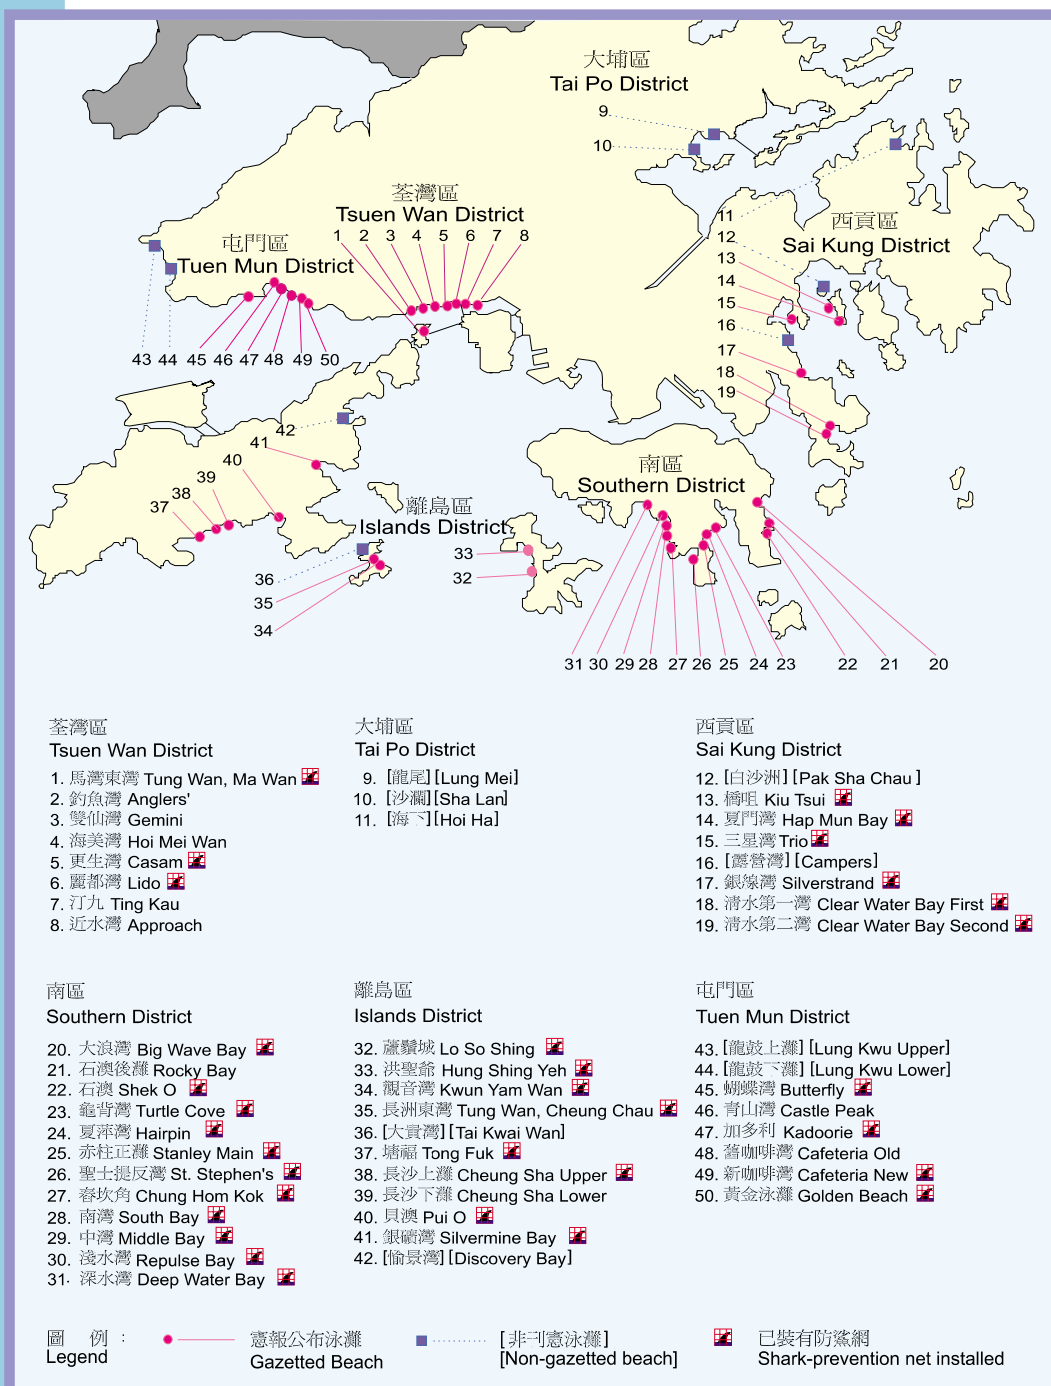 大埔區
Tai Po District
9
10
荃灣區
Tsuen Wan District
1 2 3 4 5 6 7 8
11
12
13
14
15
16
17
18
19
西貢區
Sai Kung District
屯門區
Tuen Mun District
43 44 45 46 47 48 49 50
42
41
40
39
38
37
南區
Southern District
離島區
Islands District
36
35
34
33
32
31 30 29 28 27 26 25 24 23 22 21 20
荃灣區
Tsuen Wan District
1. 馬灣東灣 Tung Wan, Ma Wan
2. 釣魚灣 Anglers'
3. 雙仙灣 Gemini
4. 海美灣 Hoi Mei Wan
5. 更生灣 Casam
6. 麗都灣 Lido
7. 汀九 Ting Kau
8. 近水灣 Approach
大埔區
Tai Po District
9. [龍尾] [Lung Mei]
10. [沙瀾] [Sha Lan]
11. [海下] [Hoi Ha]
西貢區
Sai Kung District
12. [白沙洲] [Pak Sha Chau ]
13. 橋咀 Kiu Tsui
14. 夏門灣 Hap Mun Bay
15. 三星灣 Trio
16. [露營灣] [Campers]
17. 銀線灣 Silverstrand
18. 清水第一灣 Clear Water Bay First
19. 清水第二灣 Clear Water Bay Second
南區
Southern District
20. 大浪灣 Big Wave Bay
21. 石澳後灘 Rocky Bay
22. 石澳 Shek O
23. 龜背灣 Turtle Cove
24. 夏萍灣 Hairpin
25. 赤柱正灘 Stanley Main
26. 聖士提反灣 St. Stephen's
27. 舂坎角 Chung Hom Kok
28. 南灣 South Bay
29. 中灣 Middle Bay
30. 淺水灣 Repulse Bay
31. 深水灣 Deep Water Bay
離島區
Islands District
32. 蘆鬚城 Lo So Shing
33. 洪聖爺 Hung Shing Yeh
34. 觀音灣 Kwun Yam Wan
35. 長洲東灣 Tung Wan, Cheung Chau
36. [大貴灣] [Tai Kwai Wan]
37. 塘福 Tong Fuk
38. 長沙上灘 Cheung Sha Upper
39. 長沙下灘 Cheung Sha Lower
40. 貝澳 Pui O
41. 銀礦灣 Silvermine Bay
42. [愉景灣] [Discovery Bay]
屯門區
Tuen Mun District
43. [龍鼓上灘] [Lung Kwu Upper]
44. [龍鼓下灘] [Lung Kwu Lower]
45. 蝴蝶灣 Butterfly
46. 青山灣 Castle Peak
47. 加多利 Kadoorie
48. 舊咖啡灣 Cafeteria Old
49. 新咖啡灣 Cafeteria New
50. 黃金泳灘 Golden Beach
圖 例 :
Legend
憲報公布泳灘
Gazetted Beach
[非刊憲泳灘]
[Non-gazetted beach]
已裝有防鯊網
Shark-prevention net installed